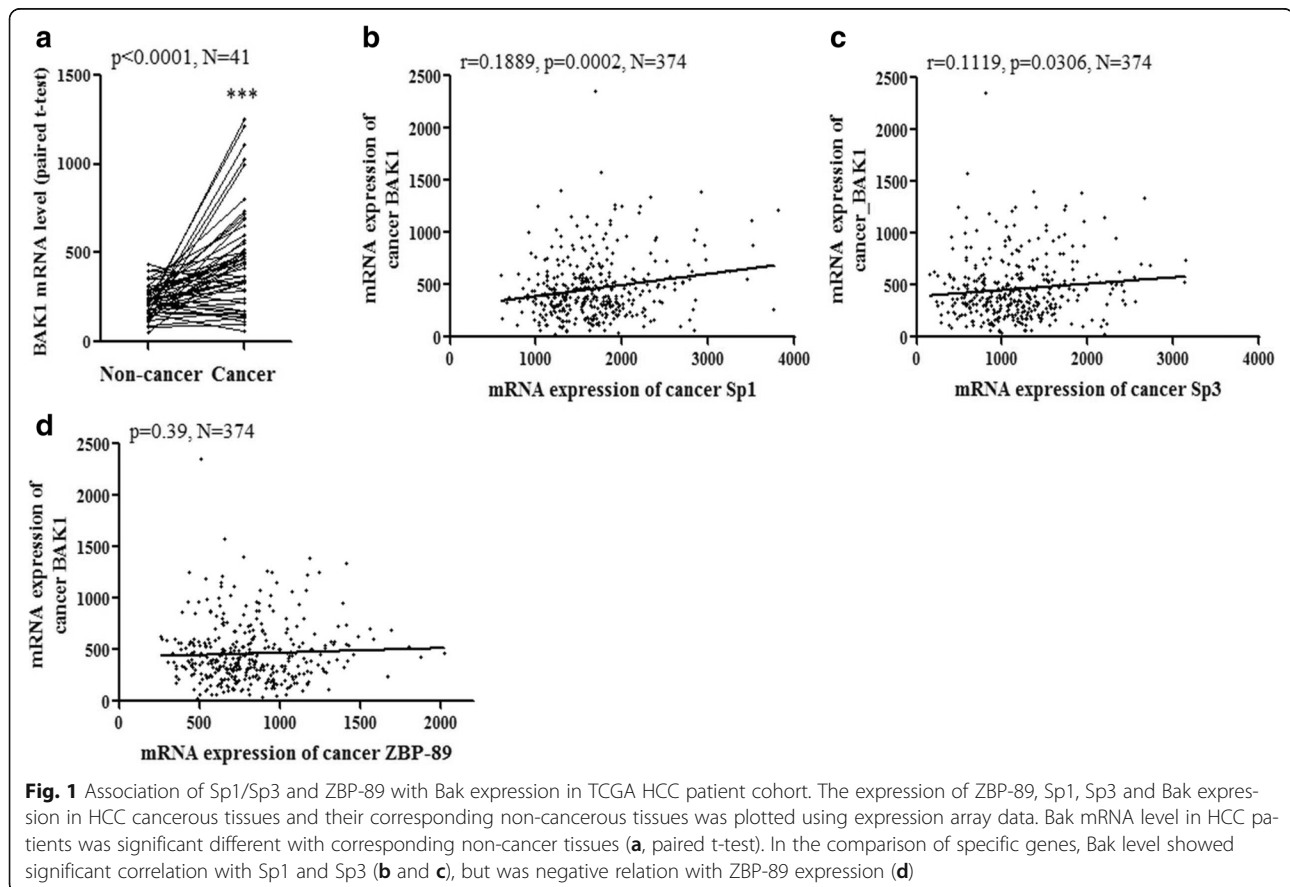 a
p<0.0001, N=41
***
1500
1000
500
0
BAK1 mRNA level (paired t-test)
Non-cancer Cancer
b
r=0.1889, p=0.0002, N=374
2500
2000
1500
1000
500
0
mRNA expression of
cancer BAK1
0 1000 2000 3000 4000
mRNA expression of cancer Sp1
c
r=0.1119, p=0.0306, N=374
2500
2000
1500
1000
500
0
mRNA expression of
cancer_BAK1
0 1000 2000 3000 4000
mRNA expression of cancer Sp3
d
p=0.39, N=374
2500
2000
1500
1000
500
0
mRNA expression of
cancer BAK1
0 500 1000 1500 2000
mRNA expression of cancer ZBP-89
Fig. 1 Association of Sp1/Sp3 and ZBP-89 with Bak expression in TCGA HCC patient cohort. The expression of ZBP-89, Sp1, Sp3 and Bak expres-
sion in HCC cancerous tissues and their corresponding non-cancerous tissues was plotted using expression array data. Bak mRNA level in HCC pa-
tients was significant different with corresponding non-cancer tissues (a, paired t-test). In the comparison of specific genes, Bak level showed
significant correlation with Sp1 and Sp3 (b and c), but was negative relation with ZBP-89 expression (d)